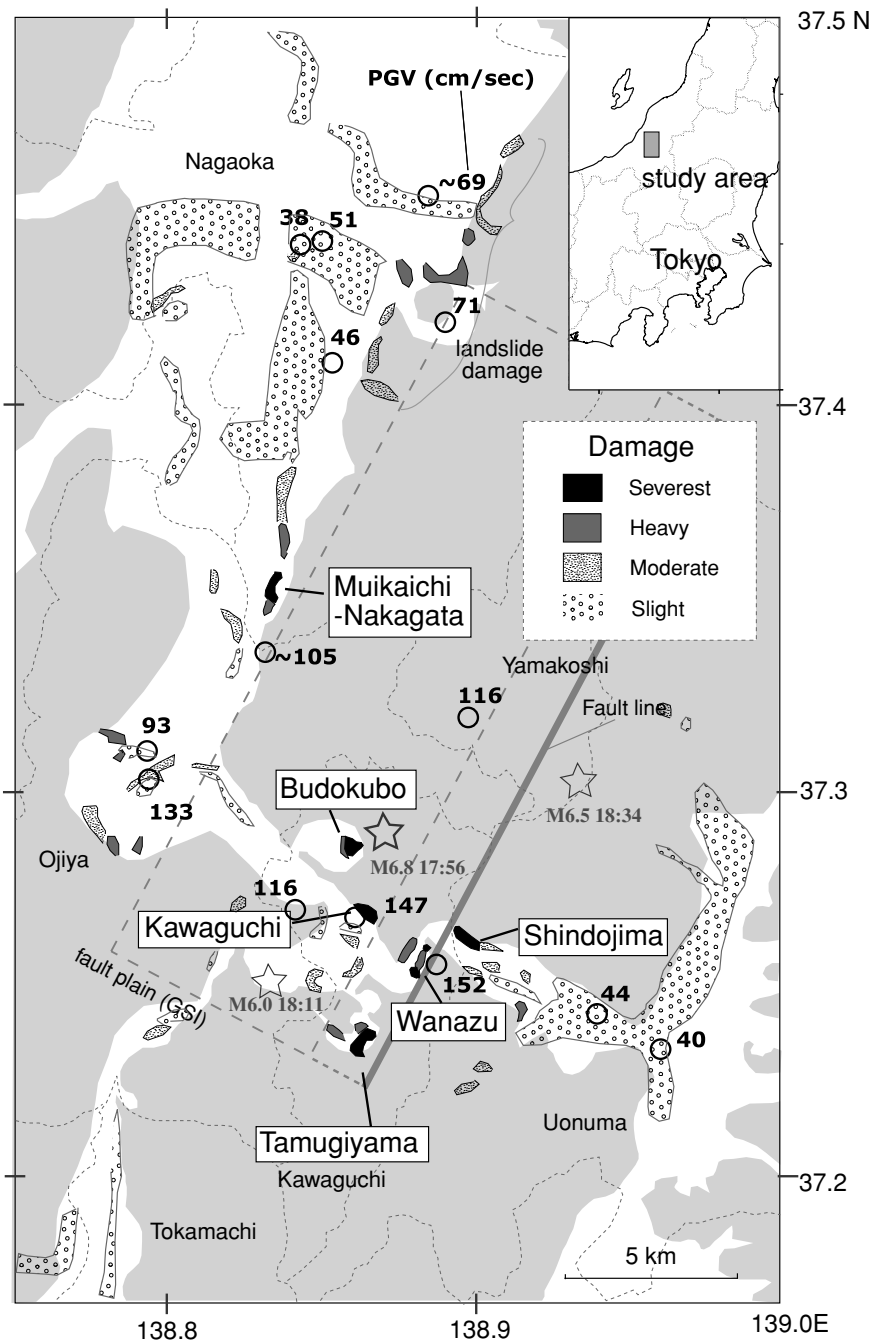 37.5 N
PGV (cm/sec)
Nagaoka
~69
study area
38
51
Tokyo
71
46
landslide
damage
37.4
Damage
Severest
Heavy
Moderate
Slight
Muikaichi
-Nakagata
~105
Yamakoshi
116
Fault line
93
37.3
133
Budokubo
M6.5 18:34
Ojiya
M6.8 17:56
116
147
Kawaguchi
Shindojima
fault plain (GSI)
152
44
M6.0 18:11
Wanazu
40
Uonuma
Tamugiyama
Kawaguchi
37.2
Tokamachi
5 km
138.8
138.9
139.0E